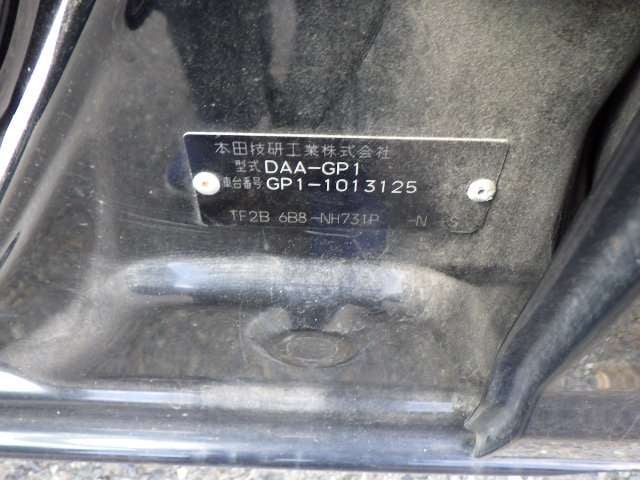 本田技研工業株式会社
型式 DAA-GP1
車台番号 GP1-1013125
TF2B 6B8-NH731P -N -S